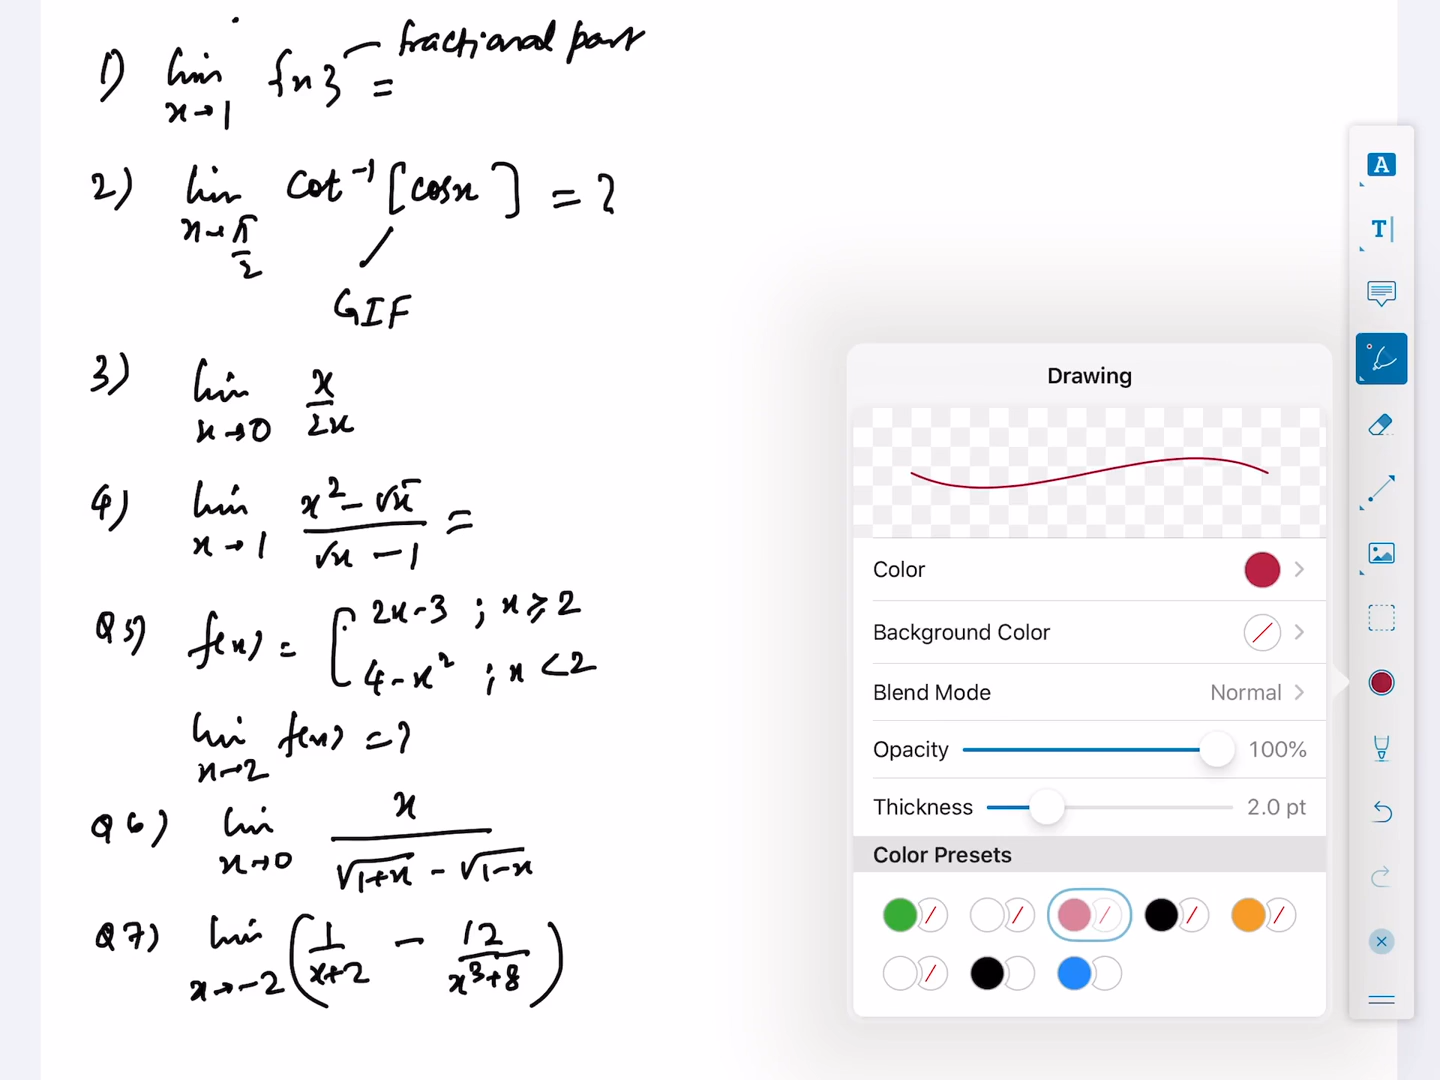 1) lim x→1 {x} = fractional part
2) lim x→π/2 cot⁻¹[cosx] = ?
GIF
3) lim x→0 x/2x
4) lim x→1 (x² - √x)/(√x - 1) =
Q5) f(x) = { 2x-3 ; x ≥ 2
4-x² ; x < 2
lim x→2 f(x) = ?
Q6) lim x→0 x/(√1+x - √1-x)
Q7) lim x→-2 (1/(x+2) - 12/(x³+8))
A
T
Drawing
Color
Background Color
Blend Mode Normal
Opacity 100%
Thickness 2.0 pt
Color Presets